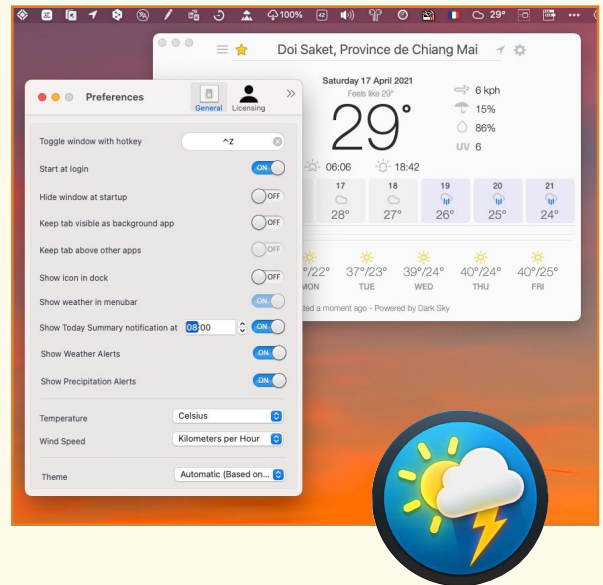 100% 42 29°
Doi Saket, Province de Chiang Mai
Preferences
General Licensing
Toggle window with hotkey ^Z
Start at login ON
Hide window at startup OFF
Keep tab visible as background app OFF
Keep tab above other apps OFF
Show icon in dock OFF
Show weather in menubar ON
Show Today Summary notification at 08:00 ON
Show Weather Alerts ON
Show Precipitation Alerts ON
Temperature Celsius
Wind Speed Kilometers per Hour
Theme Automatic (Based on...
Saturday 17 April 2021
Feels like 29°
29°
6 kph
15%
86%
UV 6
06:06 18:42
17 18 19 20 21
28° 27° 26° 25° 24°
°/22° 37°/23° 39°/24° 40°/24° 40°/25°
MON TUE WED THU FRI
ted a moment ago - Powered by Dark Sky